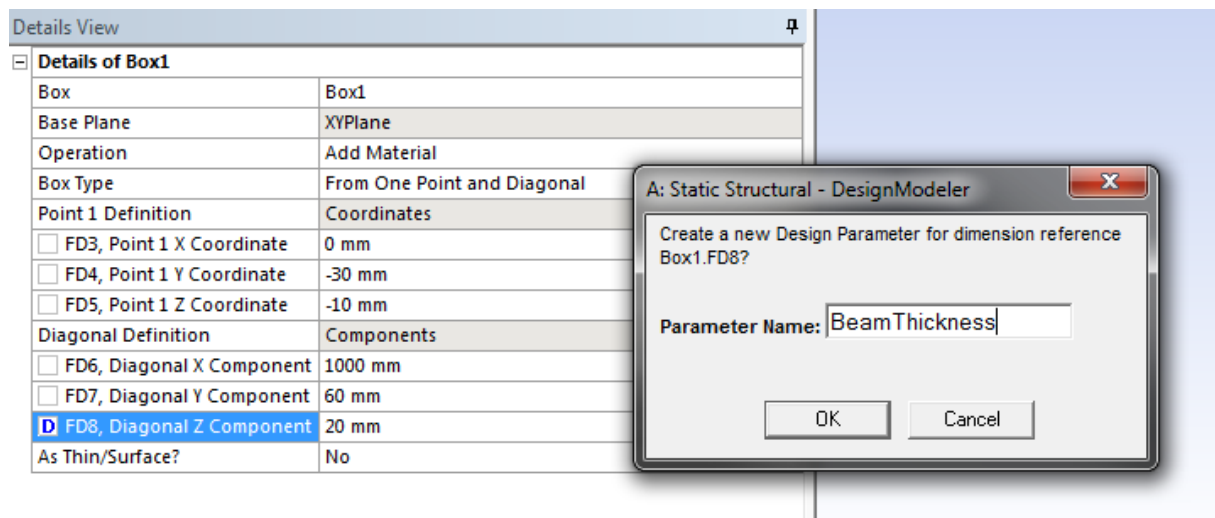 Details View
Details of Box1
Box Box1
Base Plane XYPlane
Operation Add Material
Box Type From One Point and Diagonal
Point 1 Definition Coordinates
FD3, Point 1 X Coordinate 0 mm
FD4, Point 1 Y Coordinate -30 mm
FD5, Point 1 Z Coordinate -10 mm
Diagonal Definition Components
FD6, Diagonal X Component 1000 mm
FD7, Diagonal Y Component 60 mm
D FD8, Diagonal Z Component 20 mm
As Thin/Surface? No
A: Static Structural - DesignModeler
Create a new Design Parameter for dimension reference
Box1.FD8?
Parameter Name: BeamThickness
OK Cancel